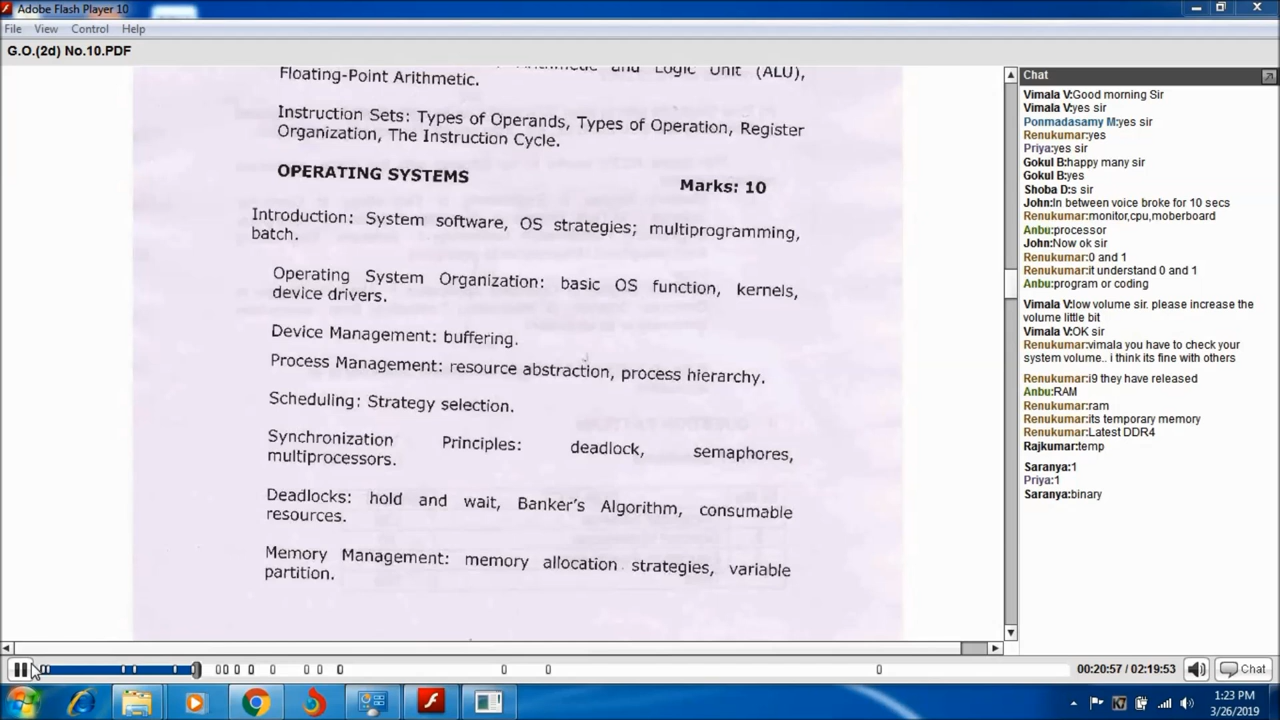 Adobe Flash Player 10
File View Control Help
G.O.(2d) No.10.PDF
Arithmetic and Logic Unit (ALU),
Floating-Point Arithmetic.
Instruction Sets: Types of Operands, Types of Operation, Register
Organization, The Instruction Cycle.
OPERATING SYSTEMS
Marks: 10
Introduction: System software, OS strategies; multiprogramming,
batch.
Operating System Organization: basic OS function, kernels,
device drivers.
Device Management: buffering.
Process Management: resource abstraction, process hierarchy.
Scheduling: Strategy selection.
Synchronization Principles: deadlock, semaphores,
multiprocessors.
Deadlocks: hold and wait, Banker's Algorithm, consumable
resources.
Memory Management: memory allocation strategies, variable
partition.
Chat
Vimala V:Good morning Sir
Vimala V:yes sir
Ponmadasamy M:yes sir
Renukumar:yes
Priya:yes sir
Gokul B:happy many sir
Gokul B:yes
Shoba D:s sir
John:In between voice broke for 10 secs
Renukumar:monitor,cpu,moberboard
Anbu:processor
John:Now ok sir
Renukumar:0 and 1
Renukumar:it understand 0 and 1
Anbu:program or coding
Vimala V:low volume sir. please increase the
volume little bit
Vimala V:OK sir
Renukumar:vimala you have to check your
system volume.. i think its fine with others
Renukumar:i9 they have released
Anbu:RAM
Renukumar:ram
Renukumar:its temporary memory
Renukumar:Latest DDR4
Rajkumar:temp
Saranya:1
Priya:1
Saranya:binary
00:20:57 / 02:19:53
Chat
1:23 PM
3/26/2019